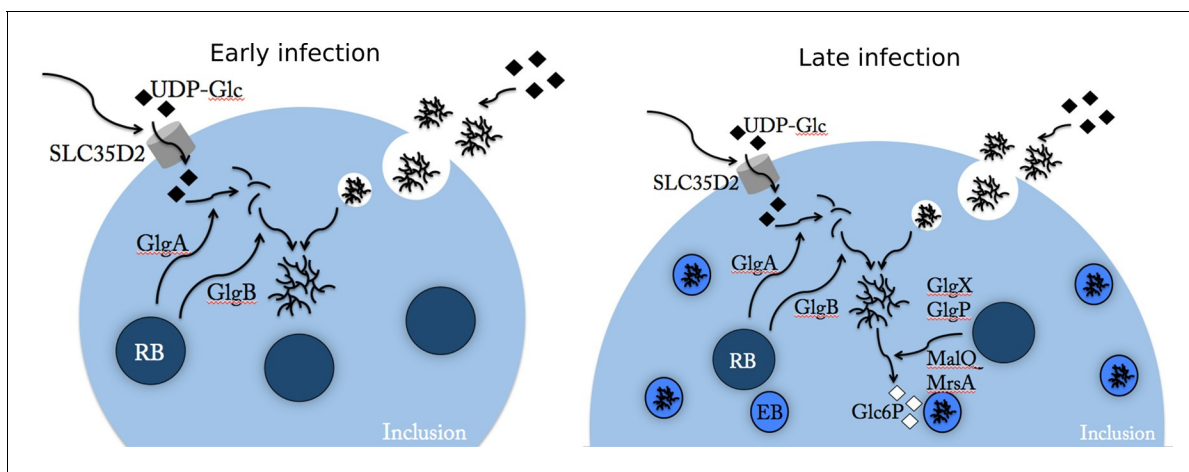 Early infection
UDP-Glc
SLC35D2
GlgA
GlgB
RB
Inclusion
Late infection
UDP-Glc
SLC35D2
GlgA
GlgB
GlgX
GlgP
RB
MalQ
MrsA
EB
Glc6P
Inclusion